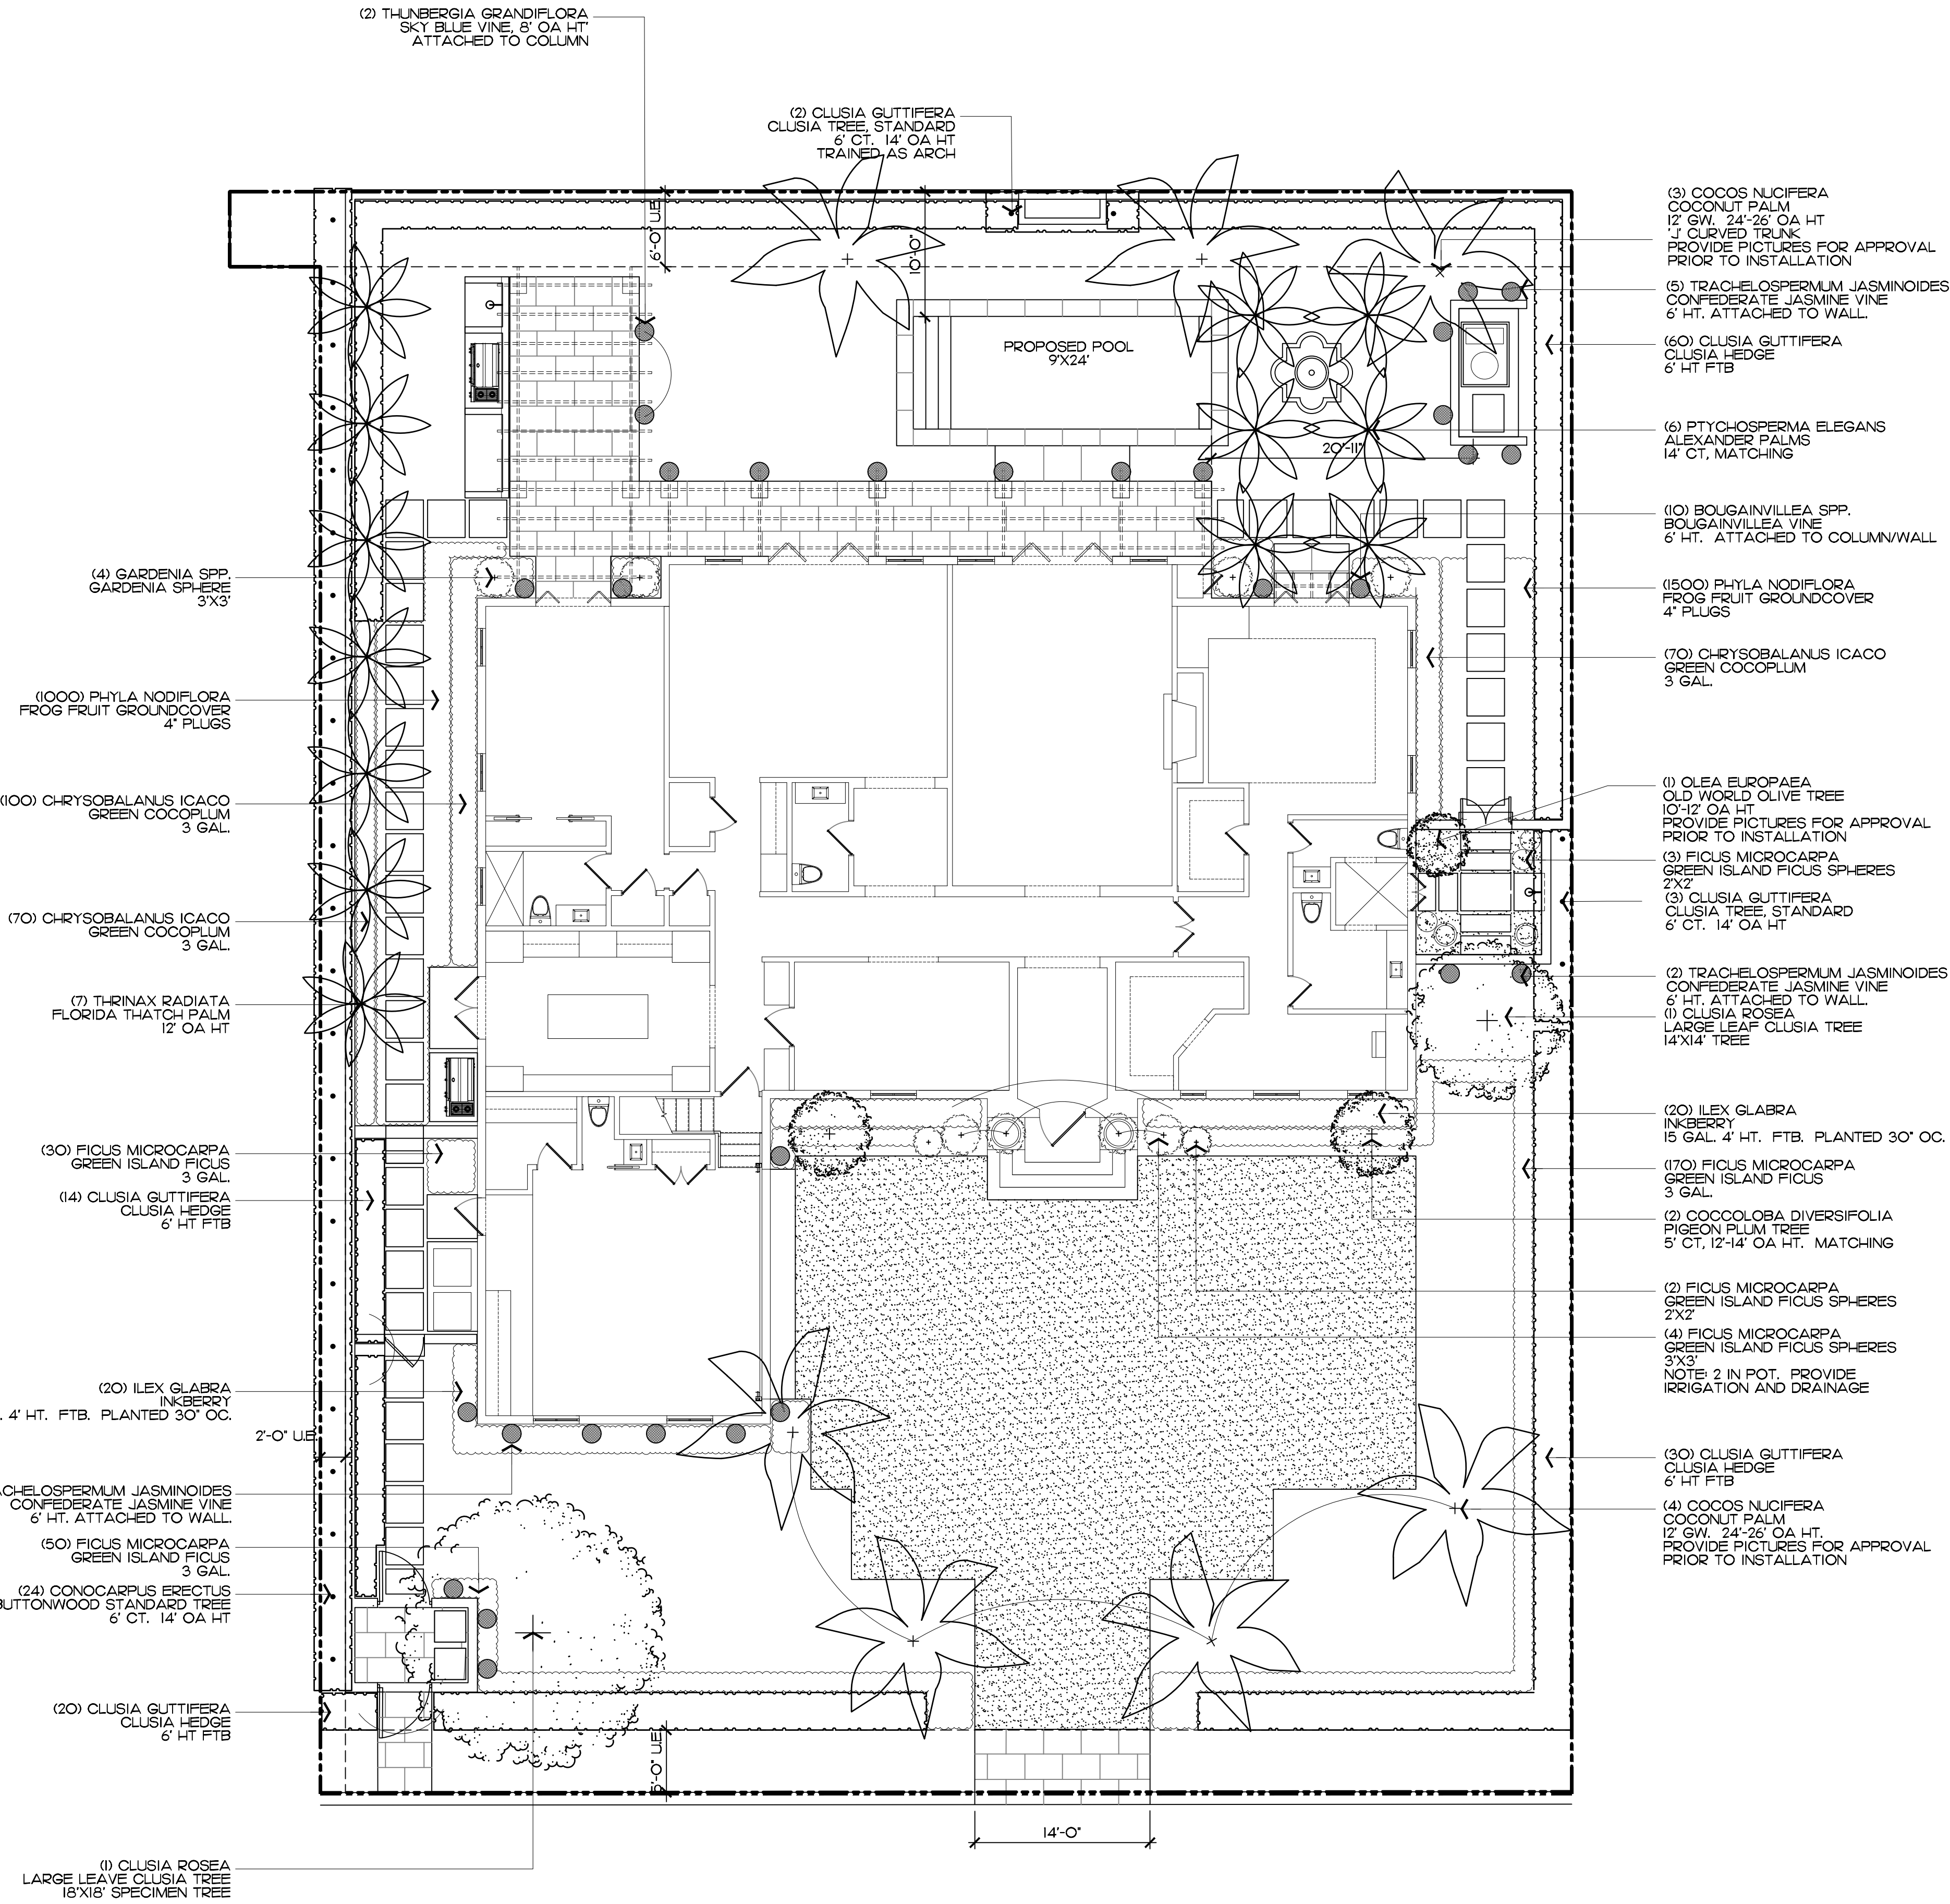 (2) THUNBERGIA GRANDIFLORA
SKY BLUE VINE, 8' OA HT'
ATTACHED TO COLUMN
(2) CLUSIA GUTTIFERA
CLUSIA TREE, STANDARD
6' CT. 14' OA HT
TRAINED AS ARCH
6'-0" U.E
10'-10"
PROPOSED POOL
9'X24'
20'-11"
(4) GARDENIA SPP.
GARDENIA SPHERE
3'X3'
(1000) PHYLA NODIFLORA
FROG FRUIT GROUNDCOVER
4" PLUGS
(100) CHRYSOBALANUS ICACO
GREEN COCOPLUM
3 GAL.
(70) CHRYSOBALANUS ICACO
GREEN COCOPLUM
3 GAL.
(7) THRINAX RADIATA
FLORIDA THATCH PALM
12' OA HT
(30) FICUS MICROCARPA
GREEN ISLAND FICUS
3 GAL.
(14) CLUSIA GUTTIFERA
CLUSIA HEDGE
6' HT FTB
(20) ILEX GLABRA
INKBERRY
. 4' HT. FTB. PLANTED 30" OC.
2'-0" U.E
CHELOSPERMUM JASMINOIDES
CONFEDERATE JASMINE VINE
6' HT. ATTACHED TO WALL.
(50) FICUS MICROCARPA
GREEN ISLAND FICUS
3 GAL.
(24) CONOCARPUS ERECTUS
BUTTONWOOD STANDARD TREE
6' CT. 14' OA HT
(20) CLUSIA GUTTIFERA
CLUSIA HEDGE
6' HT FTB
(1) CLUSIA ROSEA
LARGE LEAVE CLUSIA TREE
18'X18' SPECIMEN TREE
(3) COCOS NUCIFERA
COCONUT PALM
12' GW. 24'-26' OA HT
'J' CURVED TRUNK
PROVIDE PICTURES FOR APPROVAL
PRIOR TO INSTALLATION
(5) TRACHELOSPERMUM JASMINOIDES
CONFEDERATE JASMINE VINE
6' HT. ATTACHED TO WALL.
(60) CLUSIA GUTTIFERA
CLUSIA HEDGE
6' HT FTB
(6) PTYCHOSPERMA ELEGANS
ALEXANDER PALMS
14' CT, MATCHING
(10) BOUGAINVILLEA SPP.
BOUGAINVILLEA VINE
6' HT. ATTACHED TO COLUMN/WALL
(1500) PHYLA NODIFLORA
FROG FRUIT GROUNDCOVER
4" PLUGS
(70) CHRYSOBALANUS ICACO
GREEN COCOPLUM
3 GAL.
(1) OLEA EUROPAEA
OLD WORLD OLIVE TREE
10'-12' OA HT
PROVIDE PICTURES FOR APPROVAL
PRIOR TO INSTALLATION
(3) FICUS MICROCARPA
GREEN ISLAND FICUS SPHERES
2'X2'
(3) CLUSIA GUTTIFERA
CLUSIA TREE, STANDARD
6' CT. 14' OA HT
(2) TRACHELOSPERMUM JASMINOIDES
CONFEDERATE JASMINE VINE
6' HT. ATTACHED TO WALL.
(1) CLUSIA ROSEA
LARGE LEAF CLUSIA TREE
14'X14' TREE
(20) ILEX GLABRA
INKBERRY
15 GAL. 4' HT. FTB. PLANTED 30" OC.
(170) FICUS MICROCARPA
GREEN ISLAND FICUS
3 GAL.
(2) COCCOLOBA DIVERSIFOLIA
PIGEON PLUM TREE
5' CT, 12'-14' OA HT. MATCHING
(2) FICUS MICROCARPA
GREEN ISLAND FICUS SPHERES
2'X2'
(4) FICUS MICROCARPA
GREEN ISLAND FICUS SPHERES
3'X3'
NOTE: 2 IN POT. PROVIDE
IRRIGATION AND DRAINAGE
(30) CLUSIA GUTTIFERA
CLUSIA HEDGE
6' HT FTB
(4) COCOS NUCIFERA
COCONUT PALM
12' GW. 24'-26' OA HT.
PROVIDE PICTURES FOR APPROVAL
PRIOR TO INSTALLATION
'-0" U.E
14'-0"